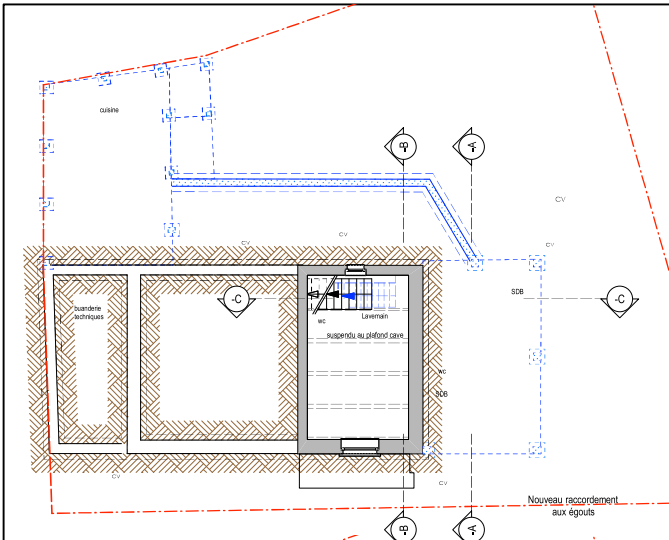 cuisine
-B
-A
CV
CV
CV
CV
SDB
-C
-C
buanderie
techniques
Lavemain
WC
suspendu au plafond cave
WC
SDB
CV
CV
Nouveau raccordement
aux égouts
-B
-A